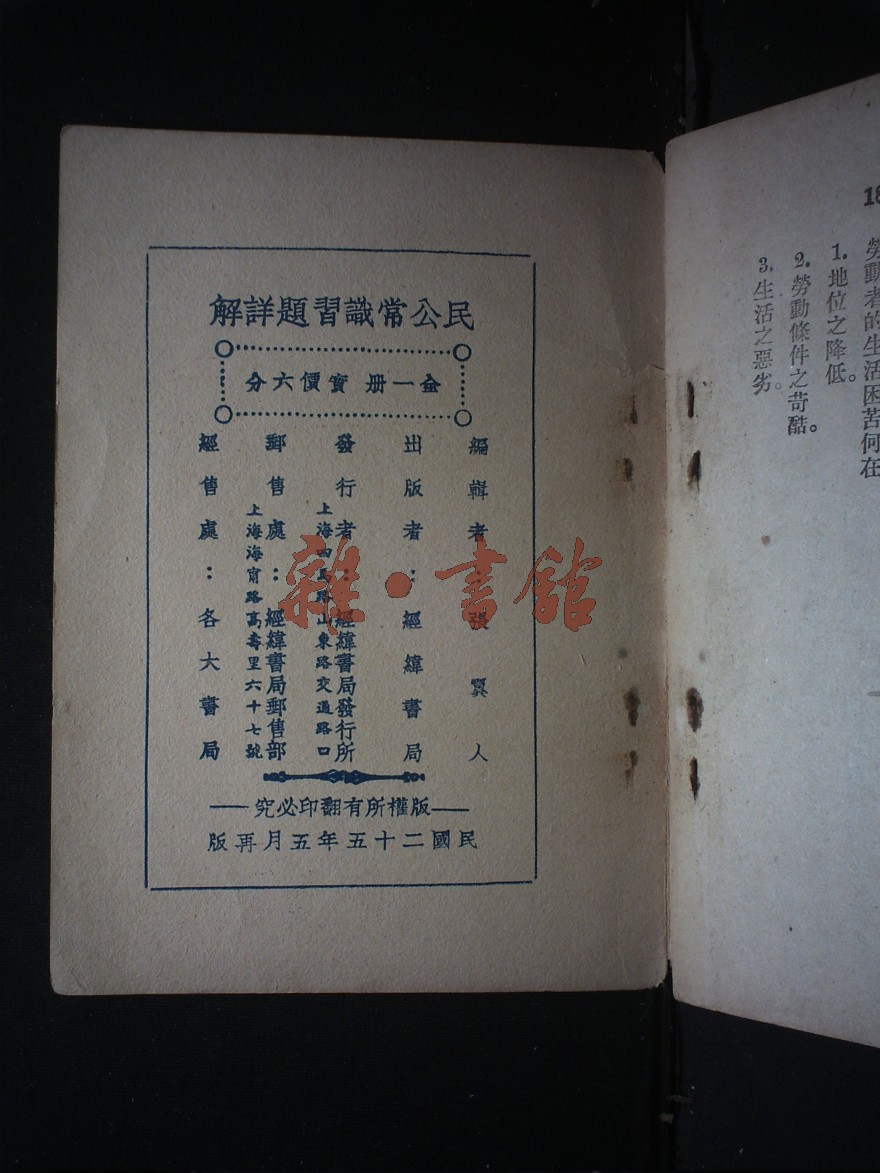 勞動者的生活困苦何在
1. 地位之降低。
2. 勞動條件之苛酷。
3. 生活之惡劣。
民公常識習題詳解
全一册 實價六分
編輯者：張翼人
出版者：經緯書局
發行者：經緯書局發行所
上海四馬路山東路交通路口
郵售處：經緯書局郵售部
上海海甯路高壽里六十七號
經售處：各大書局
版權所有翻印必究
民國二十五年五月再版
雜·書館